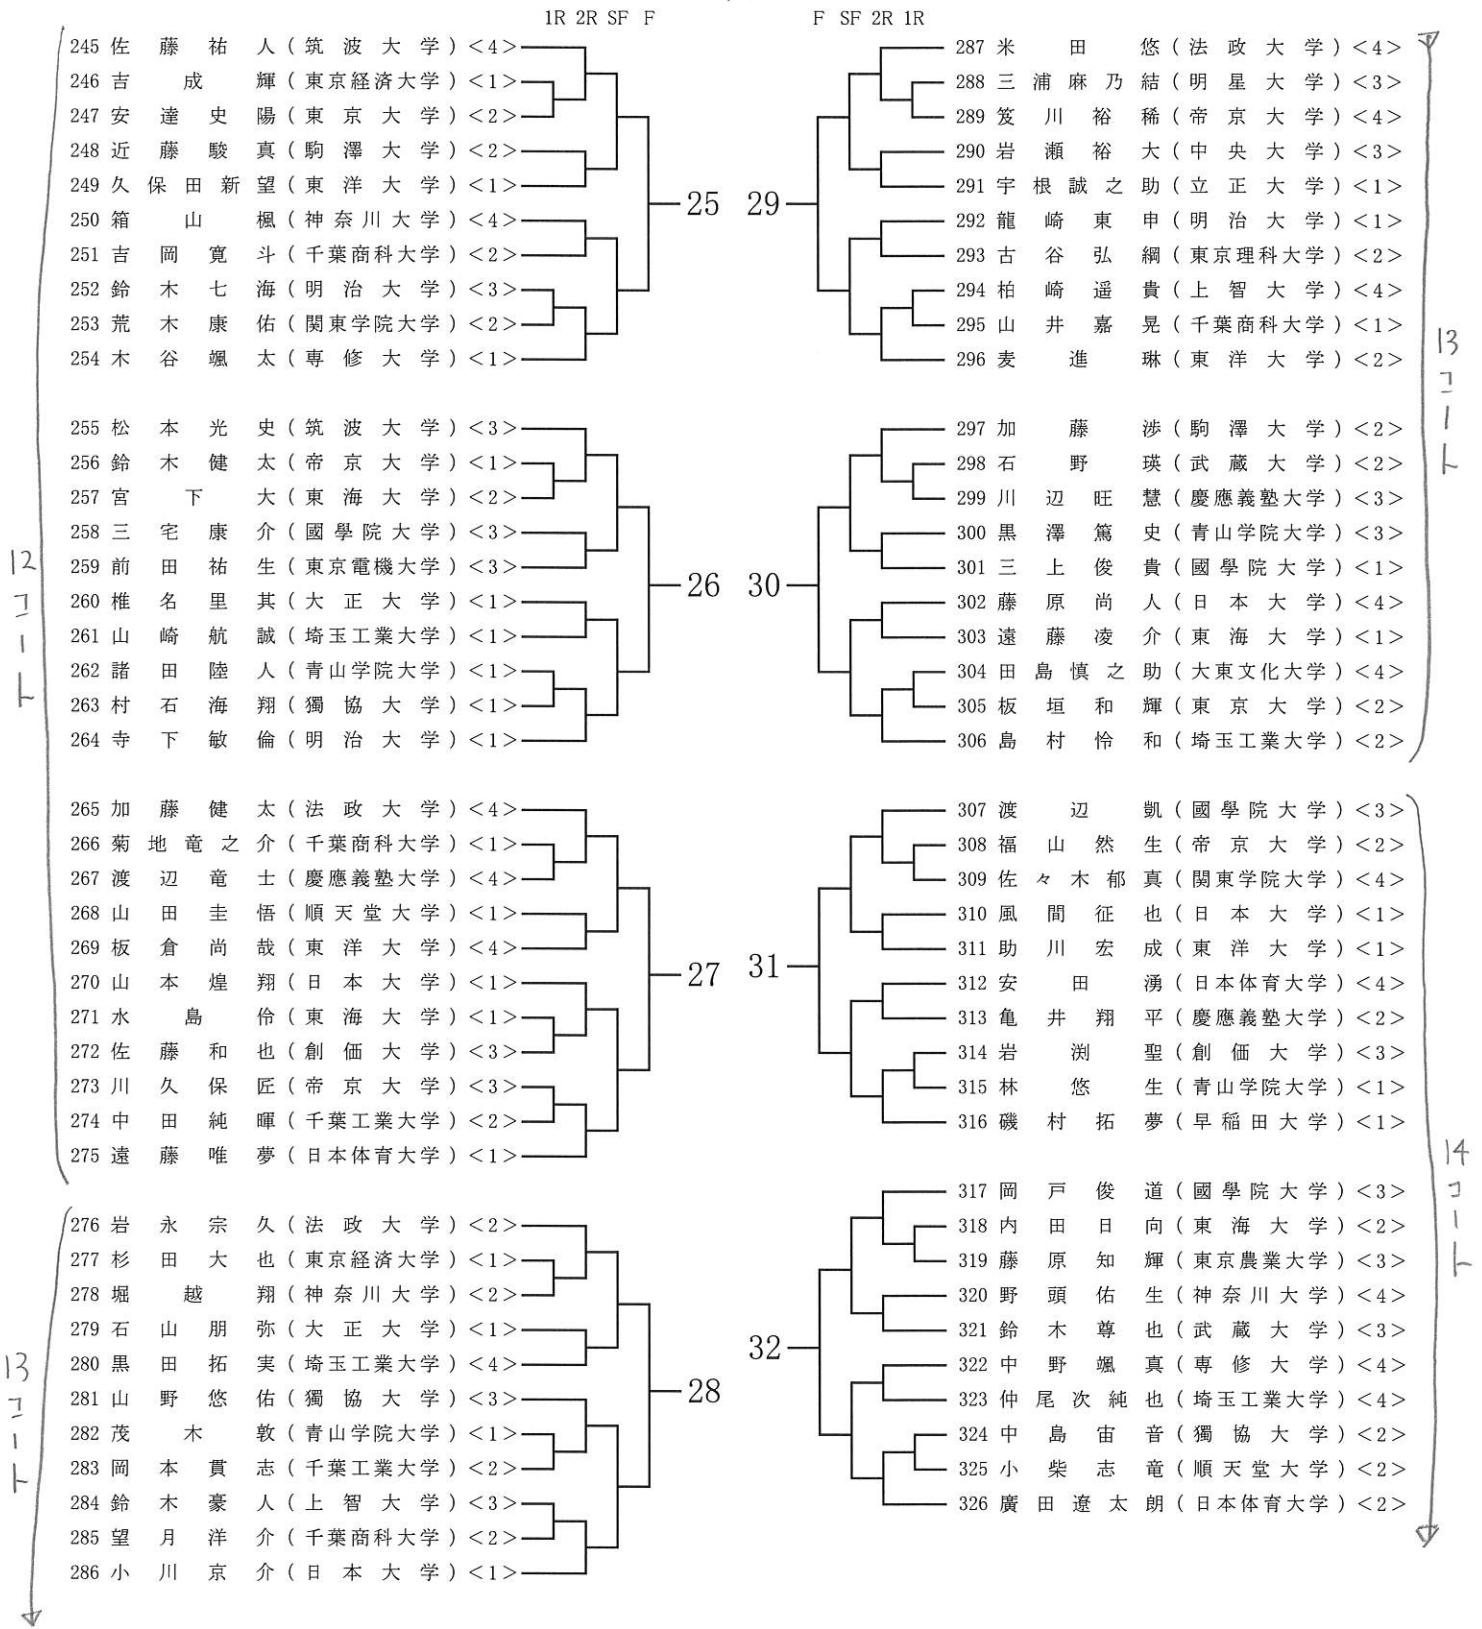 1R 2R SF F
245 佐藤祐人(筑波大学)<4>
246 吉成輝(東京経済大学)<1>
247 安達史陽(東京大学)<2>
248 近藤駿真(駒澤大学)<2>
249 久保田新望(東洋大学)<1>
250 箱山楓(神奈川大学)<4>
251 吉岡寛斗(千葉商科大学)<2>
252 鈴木七海(明治大学)<3>
253 荒木康佑(関東学院大学)<2>
254 木谷颯太(専修大学)<1>
25
255 松本光史(筑波大学)<3>
256 鈴木健太(帝京大学)<1>
257 宮下大(東海大学)<2>
258 三宅康介(國學院大学)<3>
259 前田祐生(東京電機大学)<3>
260 椎名里其(大正大学)<1>
261 山崎航誠(埼玉工業大学)<1>
262 諸田陸人(青山学院大学)<1>
263 村石海翔(獨協大学)<1>
264 寺下敏倫(明治大学)<1>
26
265 加藤健太(法政大学)<4>
266 菊地竜之介(千葉商科大学)<1>
267 渡辺竜士(慶應義塾大学)<4>
268 山田圭悟(順天堂大学)<1>
269 板倉尚哉(東洋大学)<4>
270 山本煌翔(日本大学)<1>
271 水島伶(東海大学)<1>
272 佐藤和也(創価大学)<3>
273 川久保匠(帝京大学)<3>
274 中田純暉(千葉工業大学)<2>
275 遠藤唯夢(日本体育大学)<1>
27
12コート
276 岩永宗久(法政大学)<2>
277 杉田大也(東京経済大学)<1>
278 堀越翔(神奈川大学)<2>
279 石山朋弥(大正大学)<1>
280 黒田拓実(埼玉工業大学)<4>
281 山野悠佑(獨協大学)<3>
282 茂木敦(青山学院大学)<1>
283 岡本貫志(千葉工業大学)<2>
284 鈴木豪人(上智大学)<3>
285 望月洋介(千葉商科大学)<2>
286 小川京介(日本大学)<1>
28
13コート
F SF 2R 1R
287 米田悠(法政大学)<4>
288 三浦麻乃結(明星大学)<3>
289 笈川裕稀(帝京大学)<4>
290 岩瀬裕大(中央大学)<3>
291 宇根誠之助(立正大学)<1>
292 龍崎東申(明治大学)<1>
293 古谷弘綱(東京理科大学)<2>
294 柏崎遥貴(上智大学)<4>
295 山井嘉晃(千葉商科大学)<1>
296 麦進琳(東洋大学)<2>
29
297 加藤渉(駒澤大学)<2>
298 石野瑛(武蔵大学)<2>
299 川辺旺慧(慶應義塾大学)<3>
300 黒澤篤史(青山学院大学)<3>
301 三上俊貴(國學院大学)<1>
302 藤原尚人(日本大学)<4>
303 遠藤凌介(東海大学)<1>
304 田島慎之助(大東文化大学)<4>
305 板垣和輝(東京大学)<2>
306 島村怜和(埼玉工業大学)<2>
30
13コート
307 渡辺凱(國學院大学)<3>
308 福山然生(帝京大学)<2>
309 佐々木郁真(関東学院大学)<4>
310 風間征也(日本大学)<1>
311 助川宏成(東洋大学)<1>
312 安田湧(日本体育大学)<4>
313 亀井翔平(慶應義塾大学)<2>
314 岩渕聖(創価大学)<3>
315 林悠生(青山学院大学)<1>
316 磯村拓夢(早稲田大学)<1>
31
317 岡戸俊道(國學院大学)<3>
318 内田日向(東海大学)<2>
319 藤原知輝(東京農業大学)<3>
320 野頭佑生(神奈川大学)<4>
321 鈴木尊也(武蔵大学)<3>
322 中野颯真(専修大学)<4>
323 仲尾次純也(埼玉工業大学)<4>
324 中島宙音(獨協大学)<2>
325 小柴志竜(順天堂大学)<2>
326 廣田遼太朗(日本体育大学)<2>
32
14コート